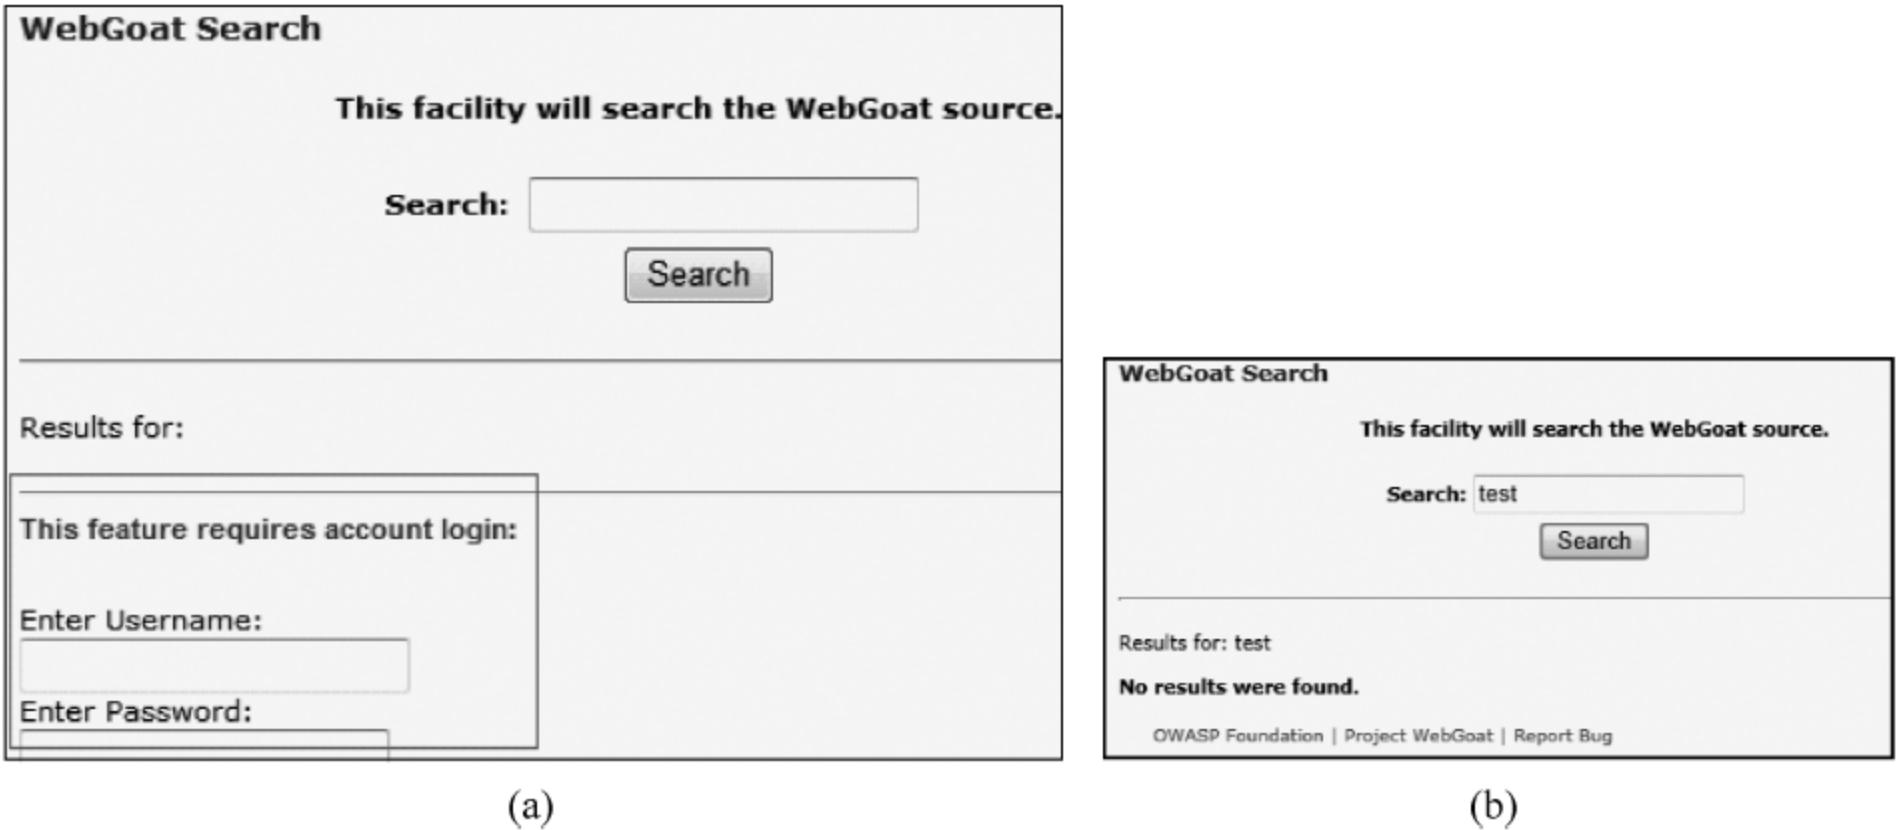 WebGoat Search
This facility will search the WebGoat source.
Search:
Search
Results for:
This feature requires account login:
Enter Username:
Enter Password:
(a)
WebGoat Search
This facility will search the WebGoat source.
Search: test
Search
Results for: test
No results were found.
OWASP Foundation | Project WebGoat | Report Bug
(b)